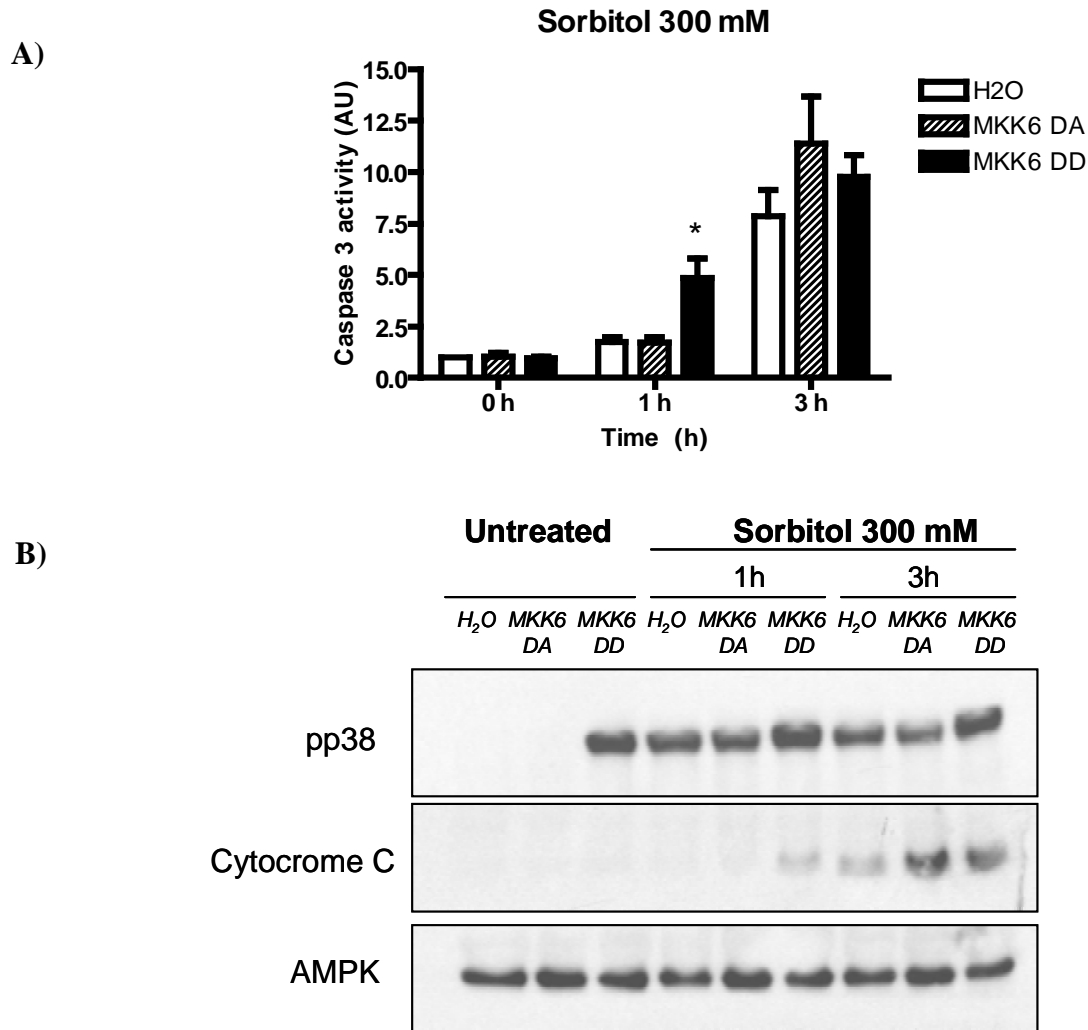 Sorbitol 300 mM
A)
Caspase 3 activity (AU)
15.0
12.5
10.0
7.5
5.0
2.5
0.0
*
0 h
1 h
3 h
Time (h)
H2O
MKK6 DA
MKK6 DD
B)
Untreated
Sorbitol 300 mM
1h
3h
H2O MKK6 DA MKK6 DD H2O MKK6 DA MKK6 DD H2O MKK6 DA MKK6 DD
pp38
Cytocrome C
AMPK